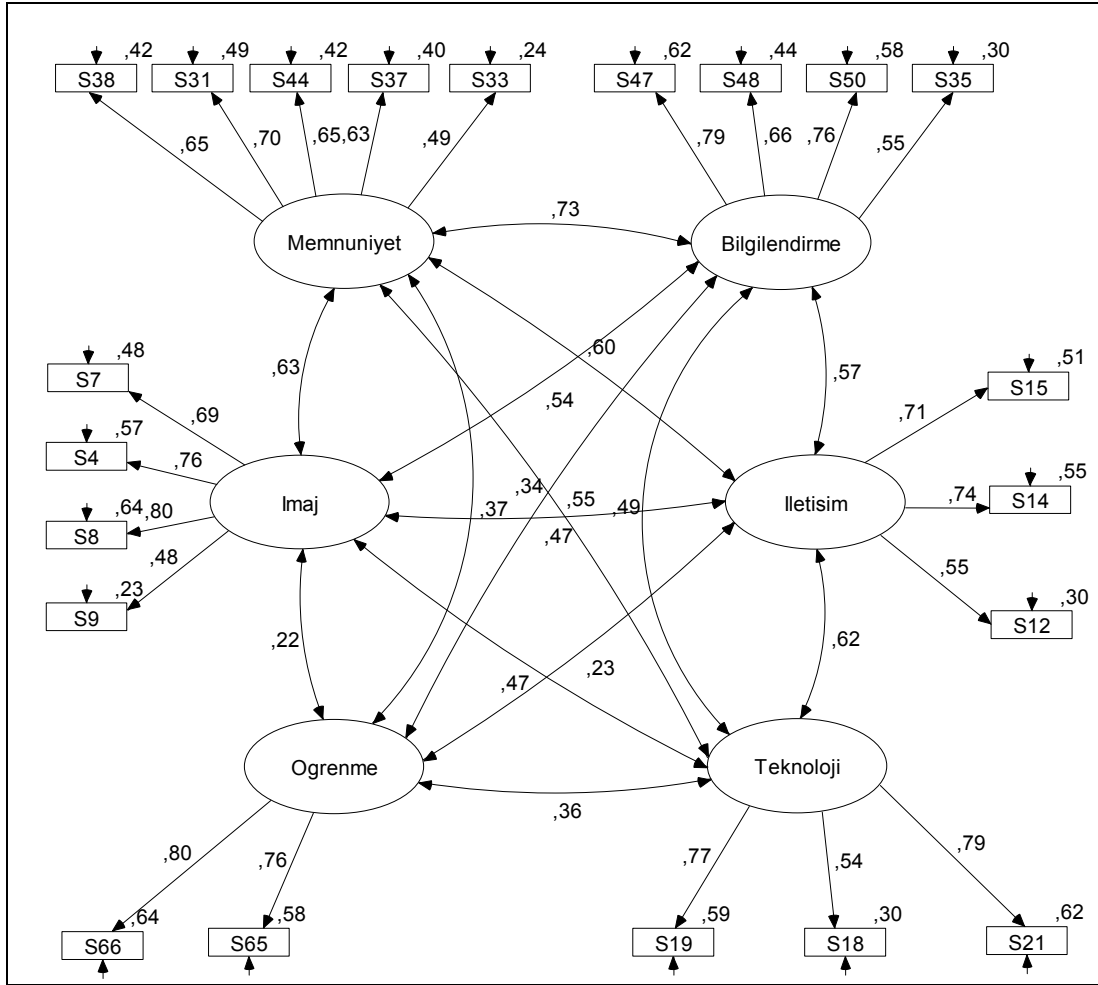 ,42 ,49 ,42 ,40 ,24 ,62 ,44 ,58 ,30
S38 S31 S44 S37 S33 S47 S48 S50 S35
,65 ,70 ,65 ,63 ,49 ,79 ,66 ,76 ,55
,73
Memnuniyet Bilgilendirme
,48 ,60 ,51
S7 ,63 ,57 S15
,69 ,54 ,71
,57
S4 ,76 ,55
Imaj Iletisim ,74 S14
,64 ,80 ,34 ,55
S8 ,37 ,49
,48 ,47 ,55
,23 ,30
S9 S12
,22 ,47 ,23 ,62
Ogrenme Teknoloji
,36
,80 ,76 ,77 ,54 ,79
,64 ,58 ,59 ,30 ,62
S66 S65 S19 S18 S21